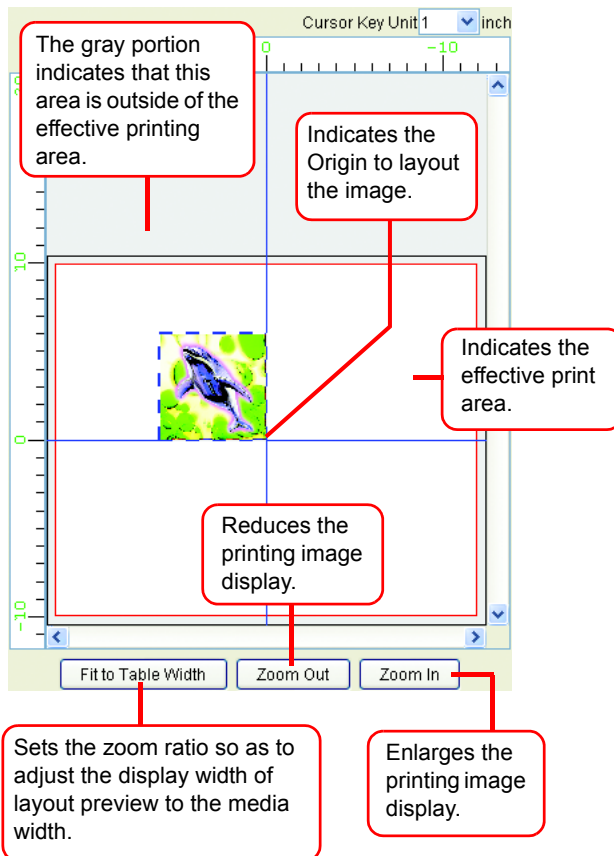 Cursor Key Unit 1 inch
The gray portion
indicates that this
area is outside of the
effective printing
area.
0
-10
Indicates the
Origin to layout
the image.
10
Indicates the
effective print
area.
0
Reduces the
printing image
display.
-10
Fit to Table Width
Zoom Out
Zoom In
Sets the zoom ratio so as to
adjust the display width of
layout preview to the media
width.
Enlarges the
printing image
display.